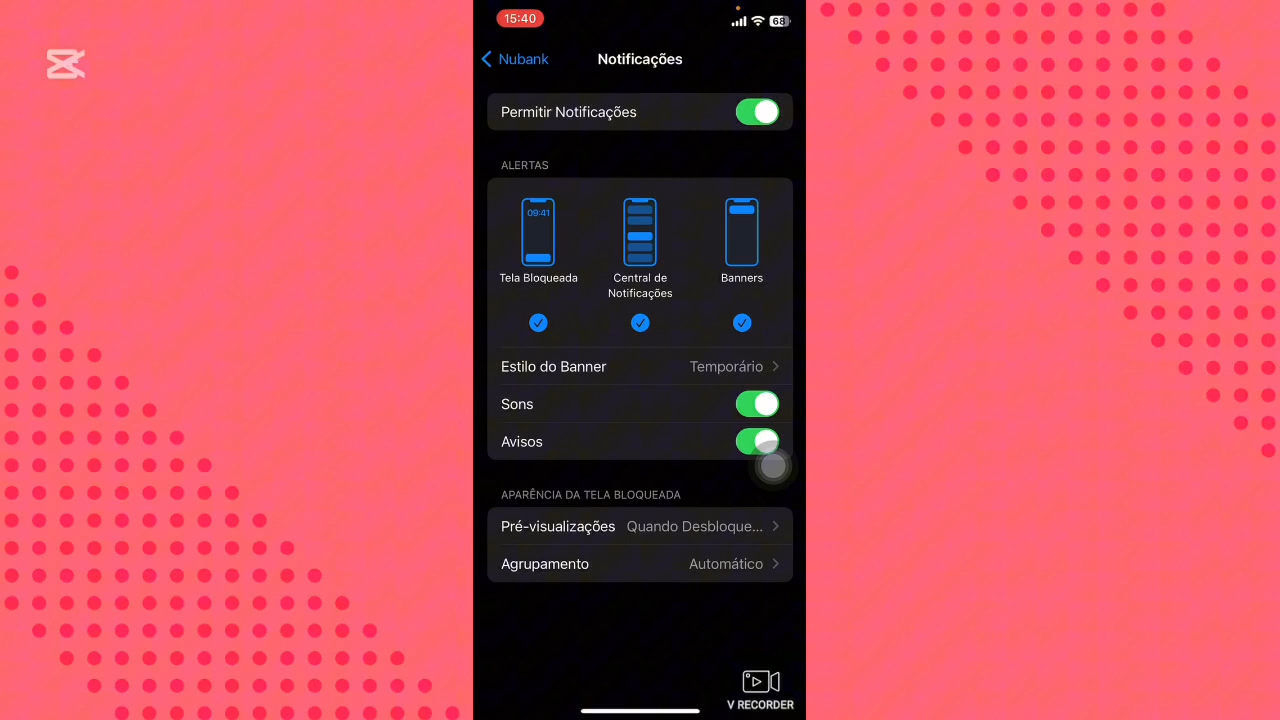 15:40
68
Nubank
Notificações
Permitir Notificações
ALERTAS
09:41
Tela Bloqueada
Central de
Notificações
Banners
Estilo do Banner Temporário
Sons
Avisos
APARÊNCIA DA TELA BLOQUEADA
Pré-visualizações Quando Desbloque...
Agrupamento Automático
V RECORDER